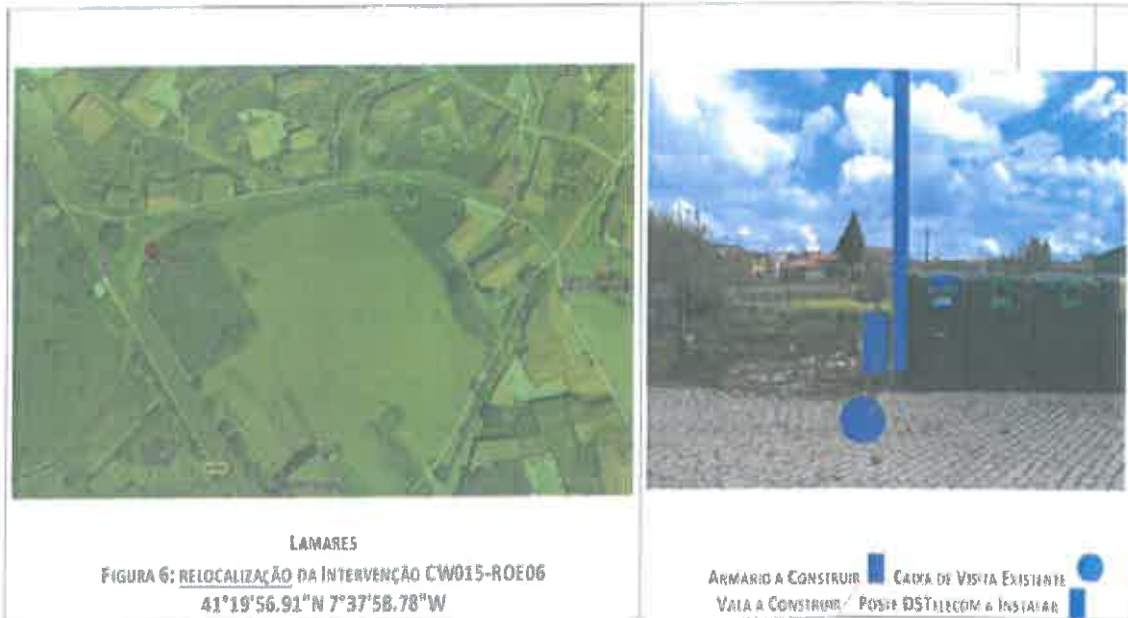 LAMARES
FIGURA 6: RELOCALIZAÇÃO DA INTERVENÇÃO CW015-ROE06
41°19'56.91"N 7°37'58.78"W
ARMÁRIO A CONSTRUIR CAIXA DE VISITA EXISTENTE
VALA A CONSTRUIR POSTE DSTELECOM A INSTALAR